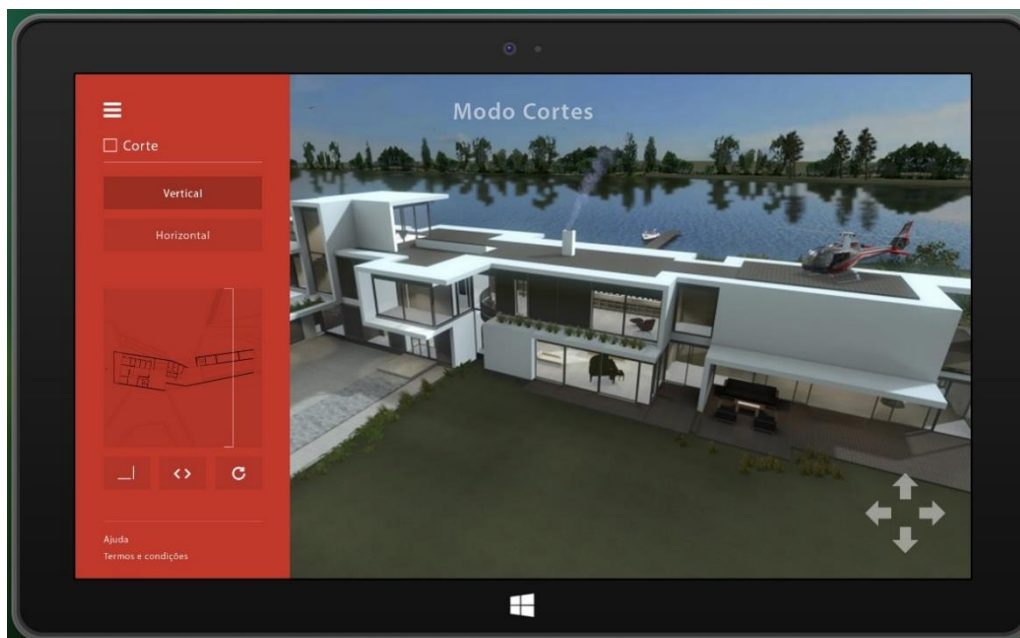 Modo Cortes
Corte
Vertical
Horizontal
Ajuda
Termos e condições